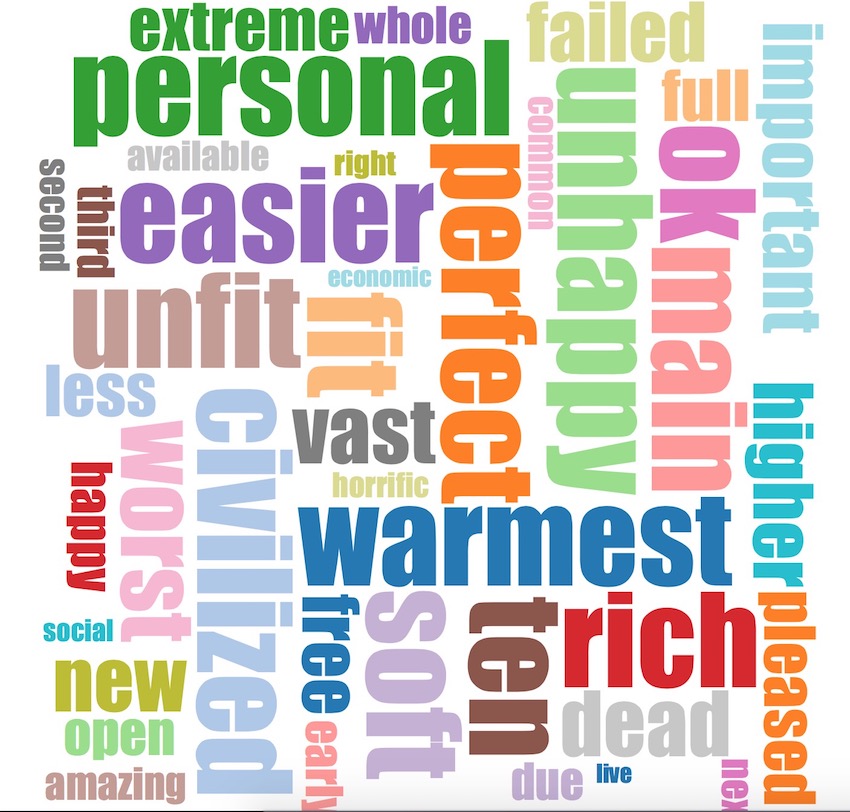 extreme
whole
failed
important
personal
full
unhappy
common
ok
available
right
perfect
second
third
easier
main
economic
unfit
fit
less
civilized
vast
higher
worst
happy
horrific
warmest
free
soft
ten
rich
pleased
social
new
dead
open
early
amazing
due
live